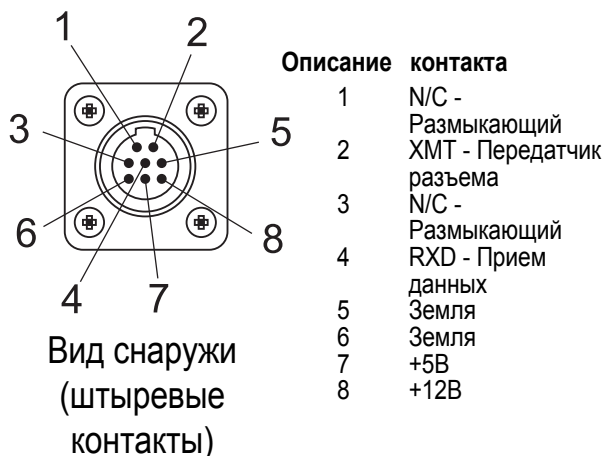 1
2
3
5
6
8
4
7
Вид снаружи
(штыревые
контакты)
Описание контакта
1 N/C -
Размыкающий
2 XMT - Передатчик
разъема
3 N/C -
Размыкающий
4 RXD - Прием
данных
5 Земля
6 Земля
7 +5В
8 +12В